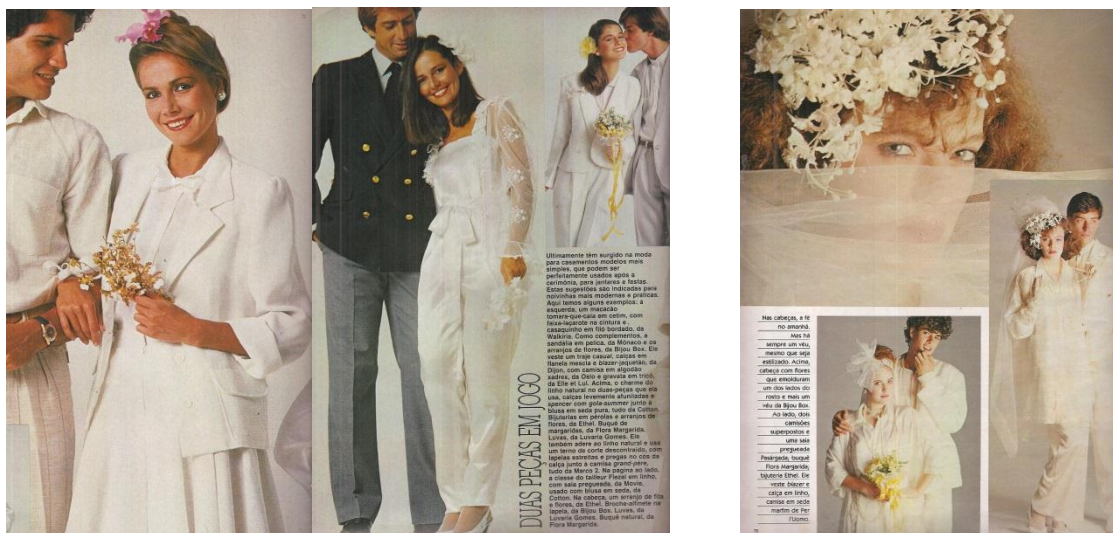 DUAS PEÇAS EM JOGO
Ultimamente têm surgido na moda
para casamentos modelos mais
simples, que podem ser
perfeitamente usados após a
cerimônia, para jantares e festas.
Estas sugestões são indicadas para
noivinhas mais modernas e práticas.
Aqui temos alguns exemplos: à
esquerda, um macacão
tomara-que-caia em cetim, com
faixa-laçarote na cintura e
casaquinho em filó bordado, da
Walkiria. Como complementos, a
sandália em pelica, da Mônaco e os
arranjos de flores, da Bijou Box. Ele
veste um traje casual, calças em
flanela mescla e blazer-jaquetão, da
Dijon, com camisa em algodão
xadrez, da Oslo e gravata em tricô,
da Elle et Lui. Acima, o charme do
linho natural no duas-peças que ela
usa, calças levemente afuniladas e
spencer com gola-summer junto à
blusa em seda pura, tudo da Cotton.
Bijuterias em pérolas e arranjos de
flores, da Ethel. Buquê de
margaridas, da Flora Margarida.
Luvas, da Luvaria Gomes. Ele
também adere ao linho natural e usa
um terno de corte descontraído, com
lapelas estreitas e pregas no cós da
calça junto à camisa grand-père,
tudo da Marco 2. Na página ao lado,
a classe do tailleur Flezal em linho,
com saia pregueada, da Movie,
usado com blusa em seda, da
Cotton. Na cabeça, um arranjo de fita
e flores, da Ethel. Broche-alfinete na
lapela, da Bijou Box. Luvas, da
Luvaria Gomes. Buquê natural, da
Flora Margarida.
Nas cabeças, a fé
no amanhã.
Mas há
sempre um véu,
mesmo que seja
estilizado. Acima,
cabeça com flores
que emolduram
um dos lados do
rosto e mais um
véu da Bijou Box.
Ao lado, dois
camisões
superpostos e
uma saia
pregueada
Pasárgada, buquê
Flora Margarida,
bijuteria Ethel. Ele
veste blazer e
calça em linho,
camisa em seda
marfim de Per
l'Uomo.